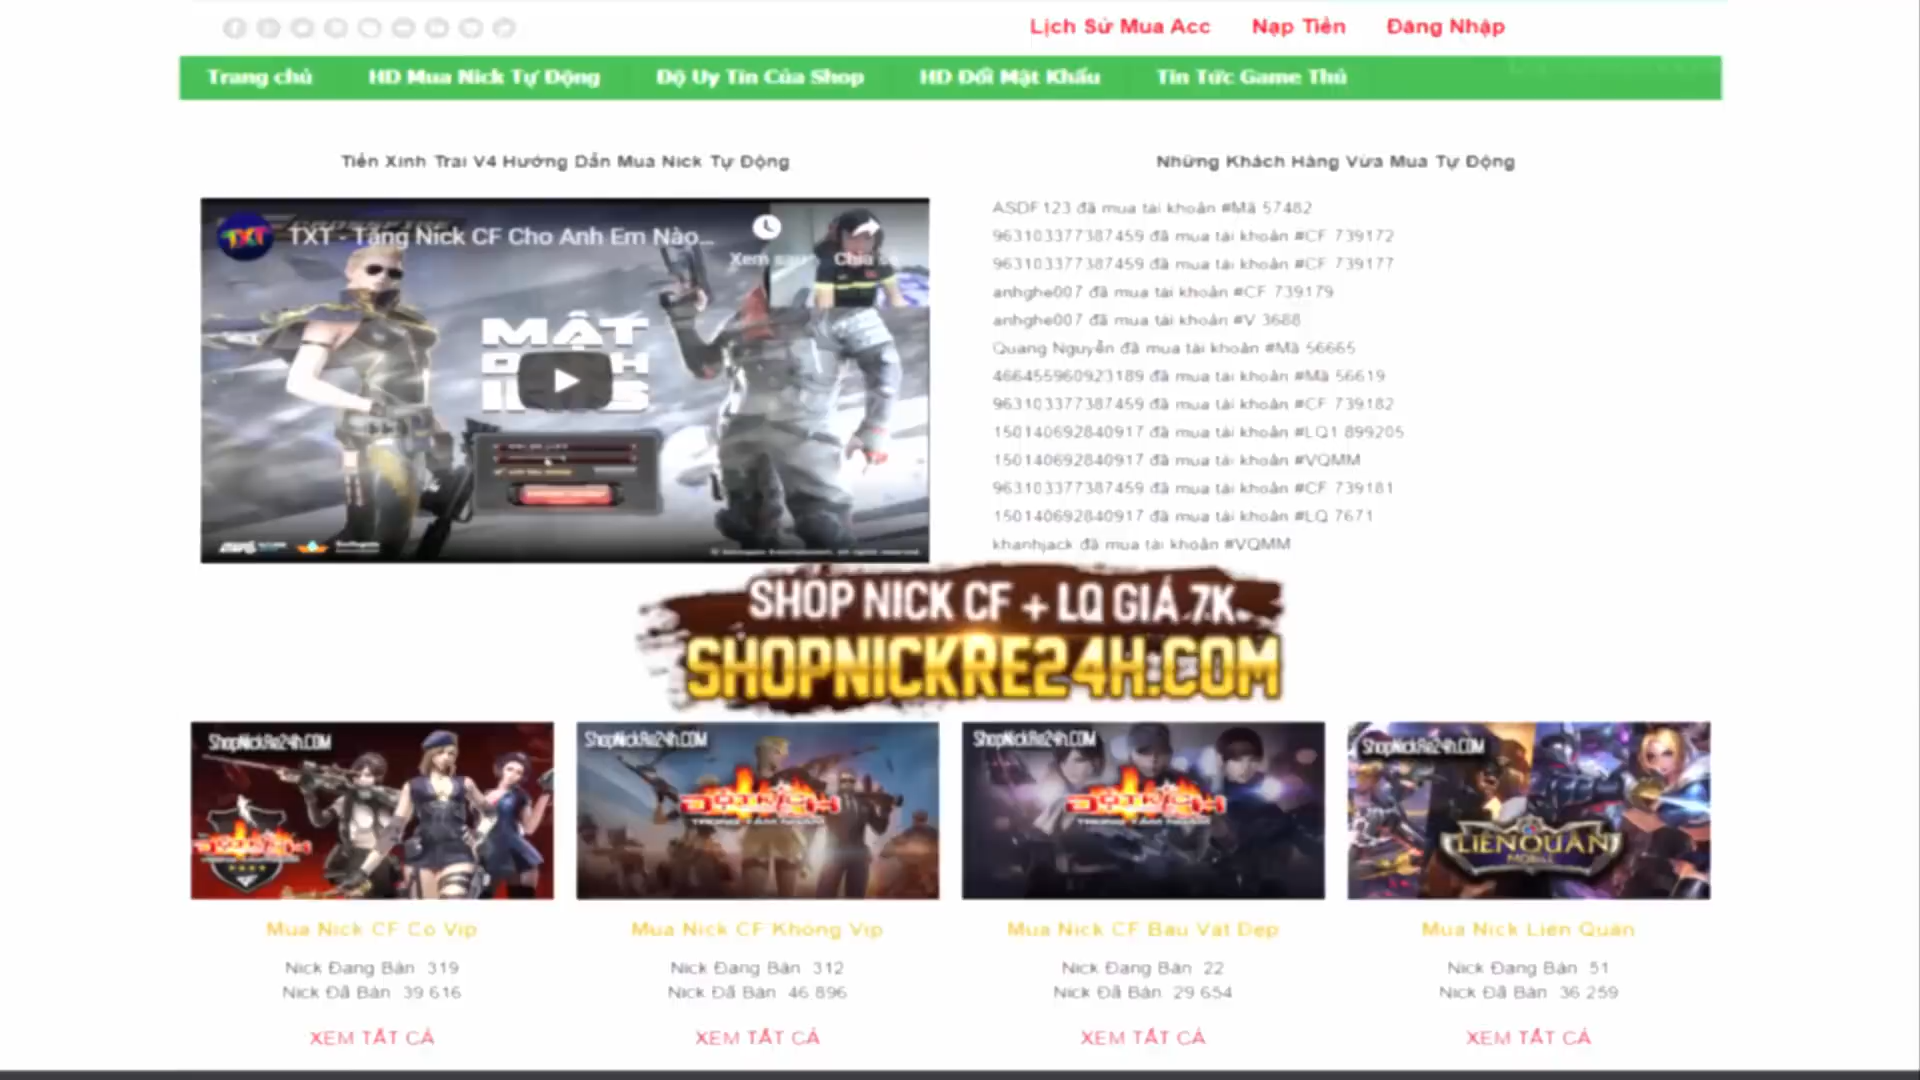 Lịch Sử Mua Acc Nạp Tiền Đăng Nhập
Trang chủ HD Mua Nick Tự Động Độ Uy Tín Của Shop HD Đổi Mật Khẩu Tin Tức Game Thủ
Tiền Xinh Trai V4 Hướng Dẫn Mua Nick Tự Động
TXT
TXT - Tặng Nick CF Cho Anh Em Nào...
Xem sau Chia sẻ
MẬT
Những Khách Hàng Vừa Mua Tự Động
ASDF123 đã mua tài khoản #Mã 57482
963103377387459 đã mua tài khoản #CF 739172
963103377387459 đã mua tài khoản #CF 739177
anhghe007 đã mua tài khoản #CF 739179
anhghe007 đã mua tài khoản #V 3688
Quang Nguyễn đã mua tài khoản #Mã 56665
466455960923189 đã mua tài khoản #Mã 56619
963103377387459 đã mua tài khoản #CF 739182
150140692840917 đã mua tài khoản #LQ1 899205
150140692840917 đã mua tài khoản #VQMM
963103377387459 đã mua tài khoản #CF 739181
150140692840917 đã mua tài khoản #LQ 7671
khanhjack đã mua tài khoản #VQMM
SHOP NICK CF + LQ GIÁ 7K
SHOPNICKRE24H.COM
ShopNickRe24h.COM
ShopNickRe24h.COM
ShopNickRe24h.COM
ShopNickRe24h.COM
LIÊN QUÂN
MOBILE
Mua Nick CF Có Vip
Nick Đang Bán 319
Nick Đã Bán 39 616
XEM TẤT CẢ
Mua Nick CF Không Vip
Nick Đang Bán 312
Nick Đã Bán 46 896
XEM TẤT CẢ
Mua Nick CF Báu Vật Đẹp
Nick Đang Bán 22
Nick Đã Bán 29 654
XEM TẤT CẢ
Mua Nick Liên Quân
Nick Đang Bán 51
Nick Đã Bán 36 259
XEM TẤT CẢ